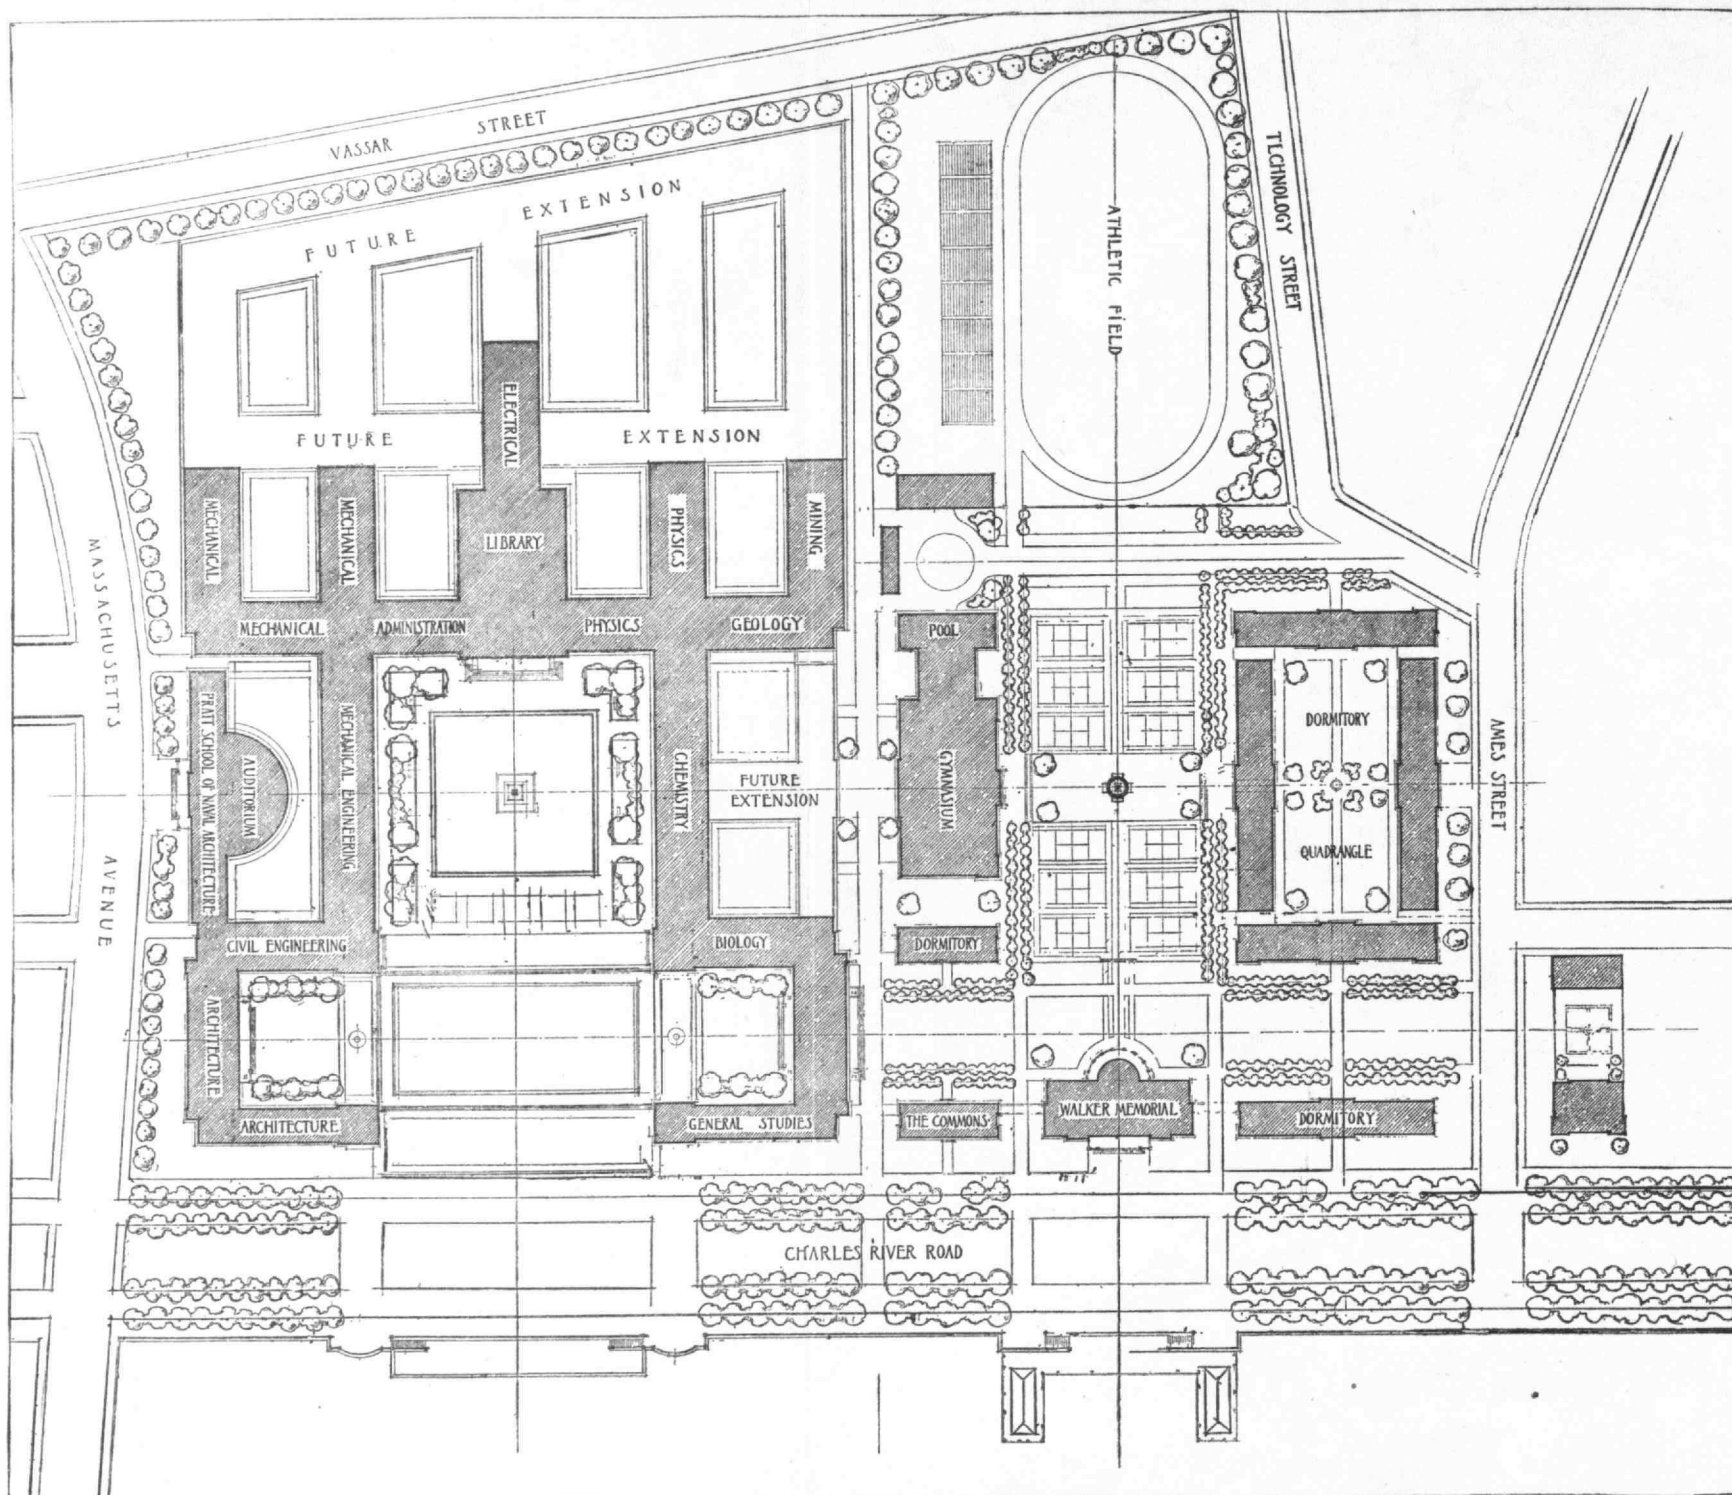 VASSAR STREET
FUTURE EXTENSION
TECHNOLOGY STREET
ATHLETIC FIELD
ELECTRICAL
FUTURE EXTENSION
MECHANICAL
MECHANICAL
LIBRARY
PHYSICS
MINING
MASSACHUSETTS AVENUE
MECHANICAL
ADMINISTRATION
PHYSICS
GEOLOGY
POOL
PRATT SCHOOL OF NAVAL ARCHITECTURE
AUDITORIUM
MECHANICAL ENGINEERING
CHEMISTRY
FUTURE
EXTENSION
GYMNASIUM
DORMITORY
QUADRANGLE
AMES STREET
CIVIL ENGINEERING
BIOLOGY
DORMITORY
ARCHITECTURE
ARCHITECTURE
GENERAL STUDIES
THE COMMONS
WALKER MEMORIAL
DORMITORY
CHARLES RIVER ROAD